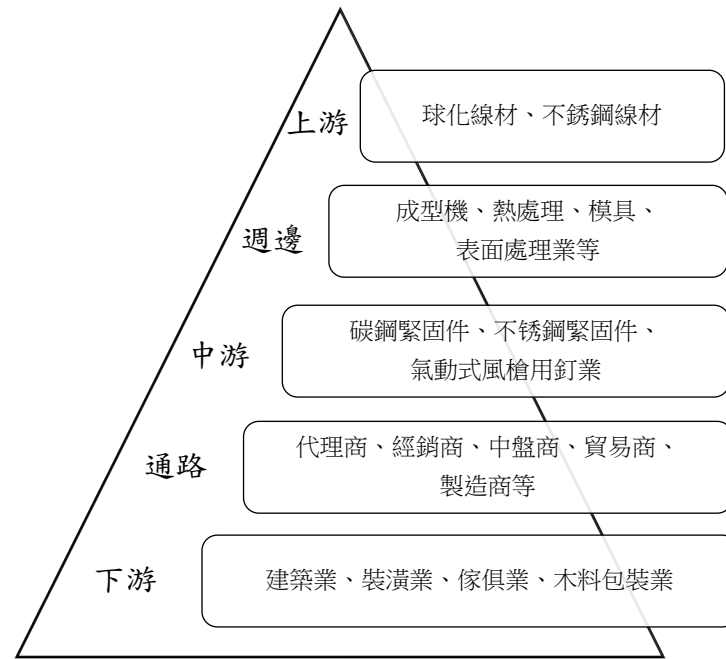 上游
球化線材、不銹鋼線材
週邊
成型機、熱處理、模具、
表面處理業等
中游
碳鋼緊固件、不锈鋼緊固件、
氣動式風槍用釘業
通路
代理商、經銷商、中盤商、貿易商、
製造商等
下游
建築業、裝潢業、傢俱業、木料包裝業